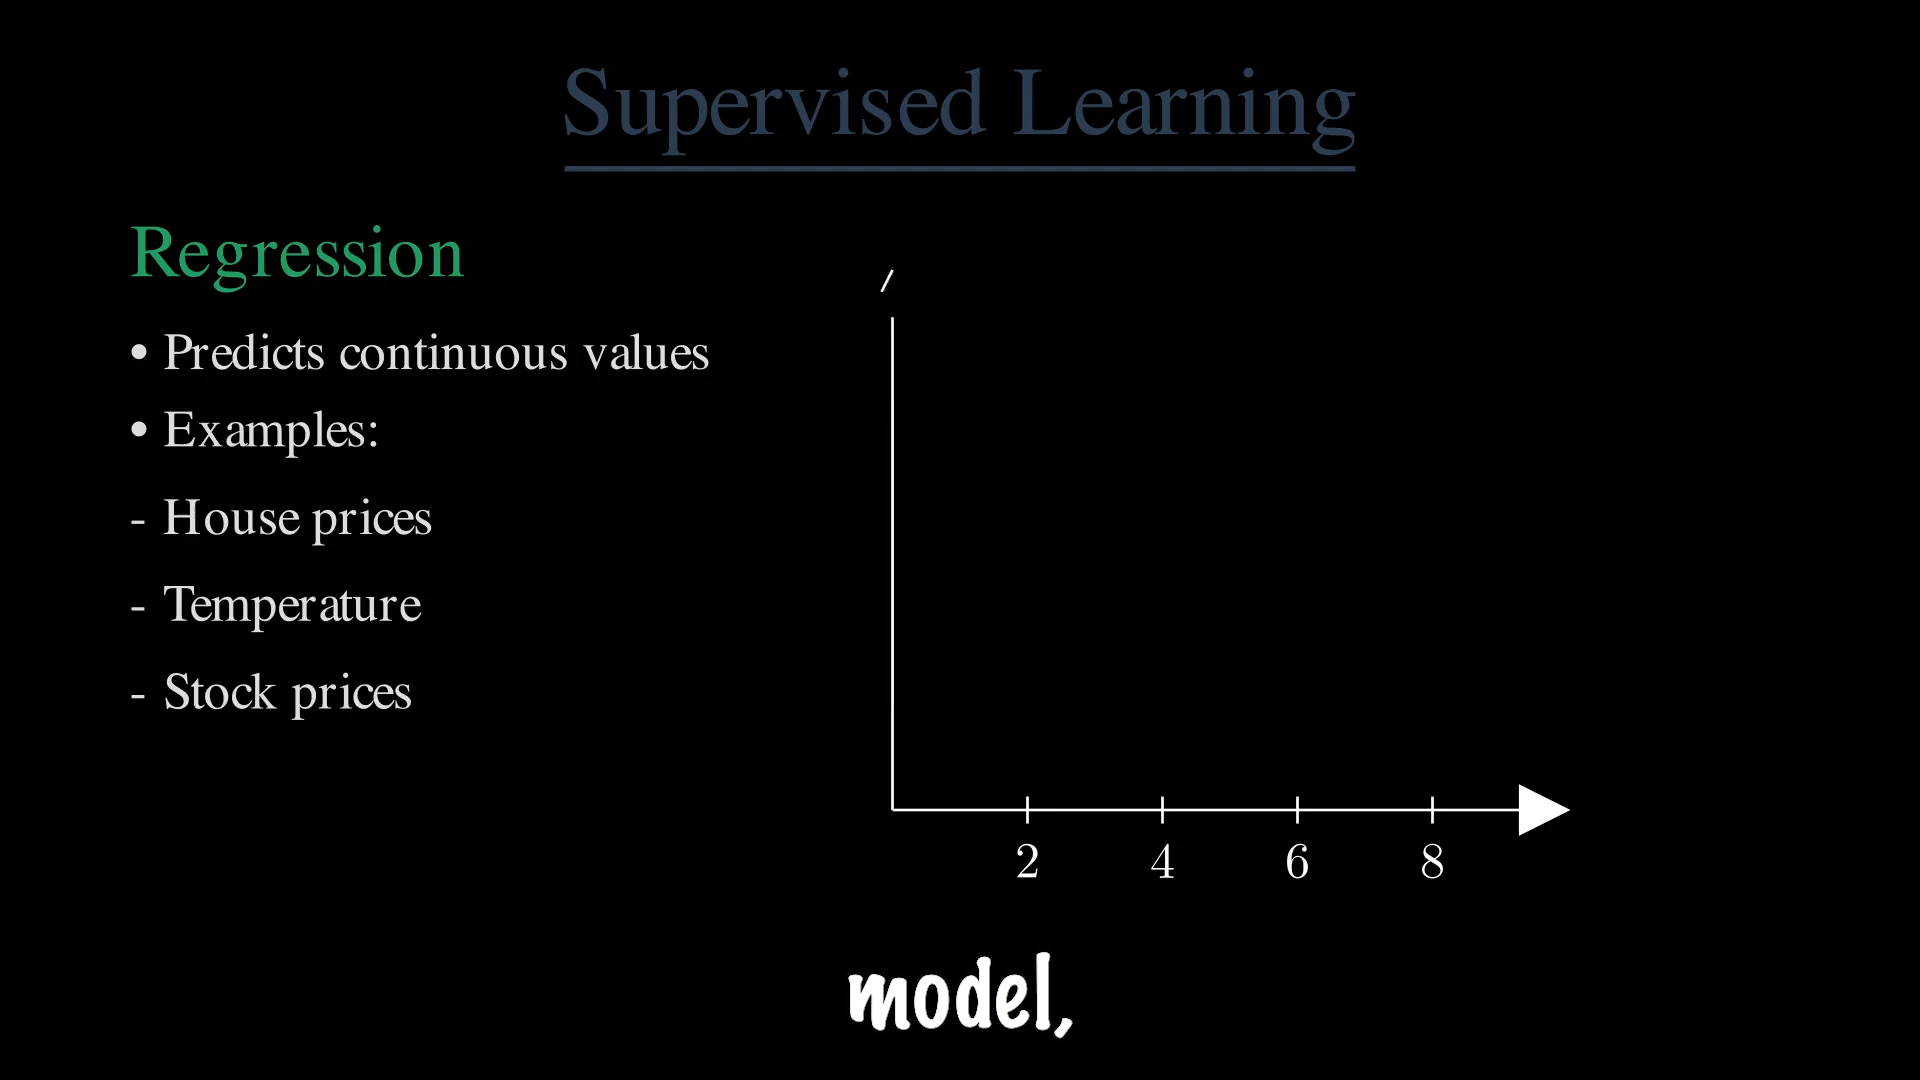 Supervised Learning
Regression
• Predicts continuous values
• Examples:
- House prices
- Temperature
- Stock prices
2 4 6 8
model,